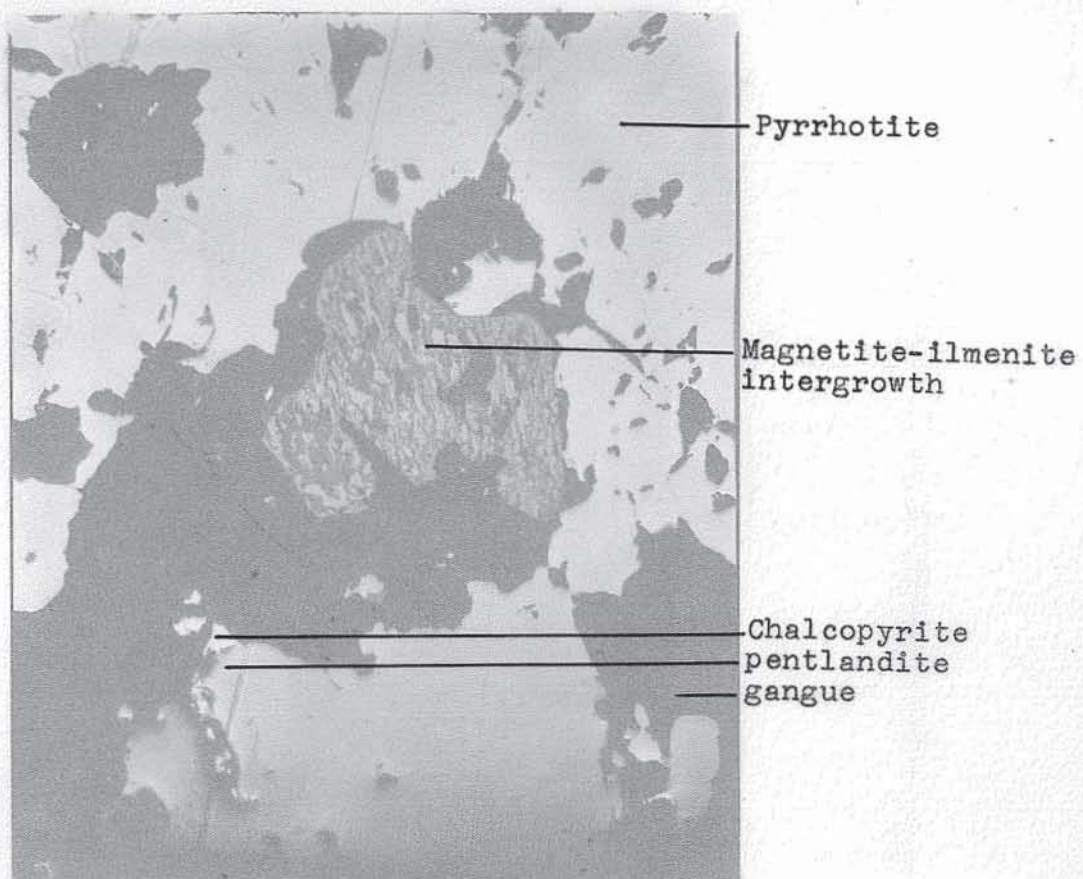 Pyrrhotite
Magnetite-ilmenite
intergrowth
Chalcopyrite
pentlandite
gangue